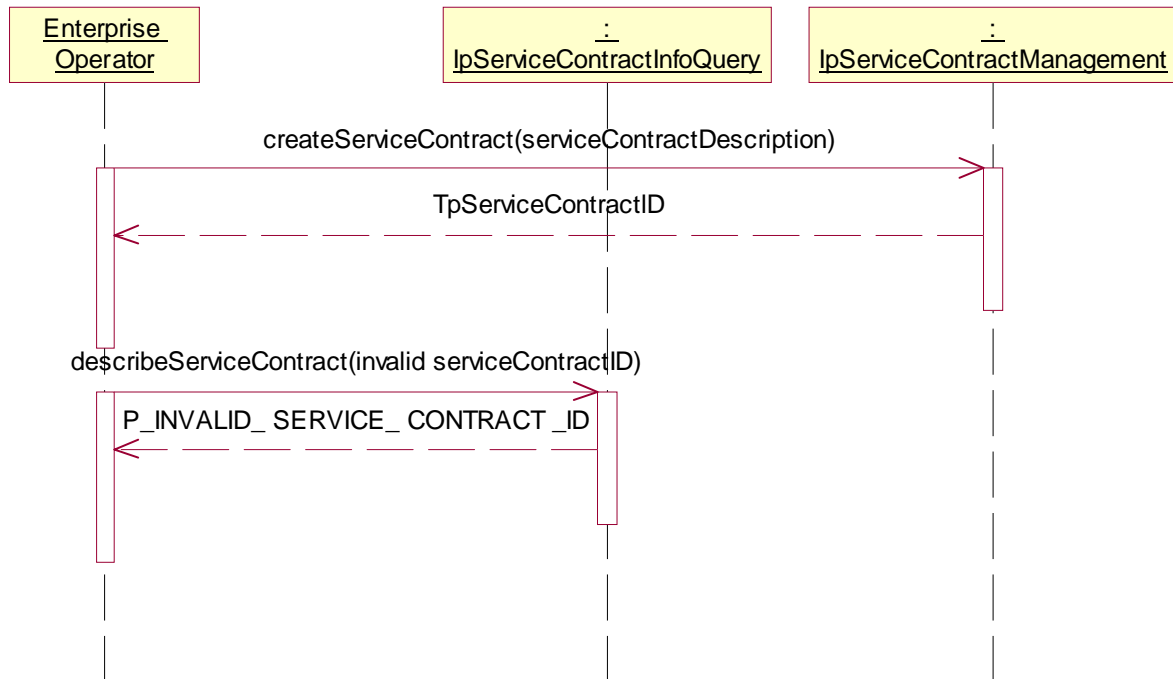 Enterprise
Operator
:
IpServiceContractInfoQuery
:
IpServiceContractManagement
createServiceContract(serviceContractDescription)
TpServiceContractID
describeServiceContract(invalid serviceContractID)
P_INVALID_ SERVICE_ CONTRACT _ID